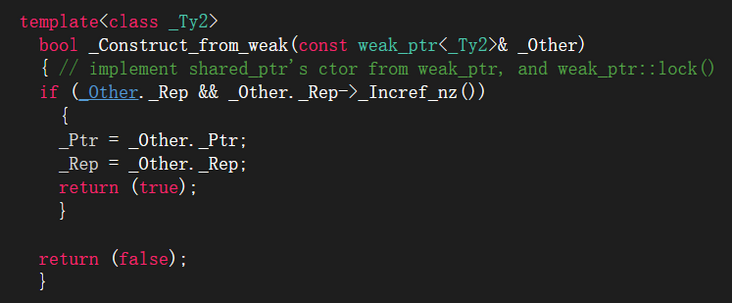 template<class _Ty2>
bool _Construct_from_weak(const weak_ptr<_Ty2>& _Other)
{ // implement shared_ptr's ctor from weak_ptr, and weak_ptr::lock()
if (_Other._Rep && _Other._Rep->_Incref_nz())
{
_Ptr = _Other._Ptr;
_Rep = _Other._Rep;
return (true);
}
return (false);
}